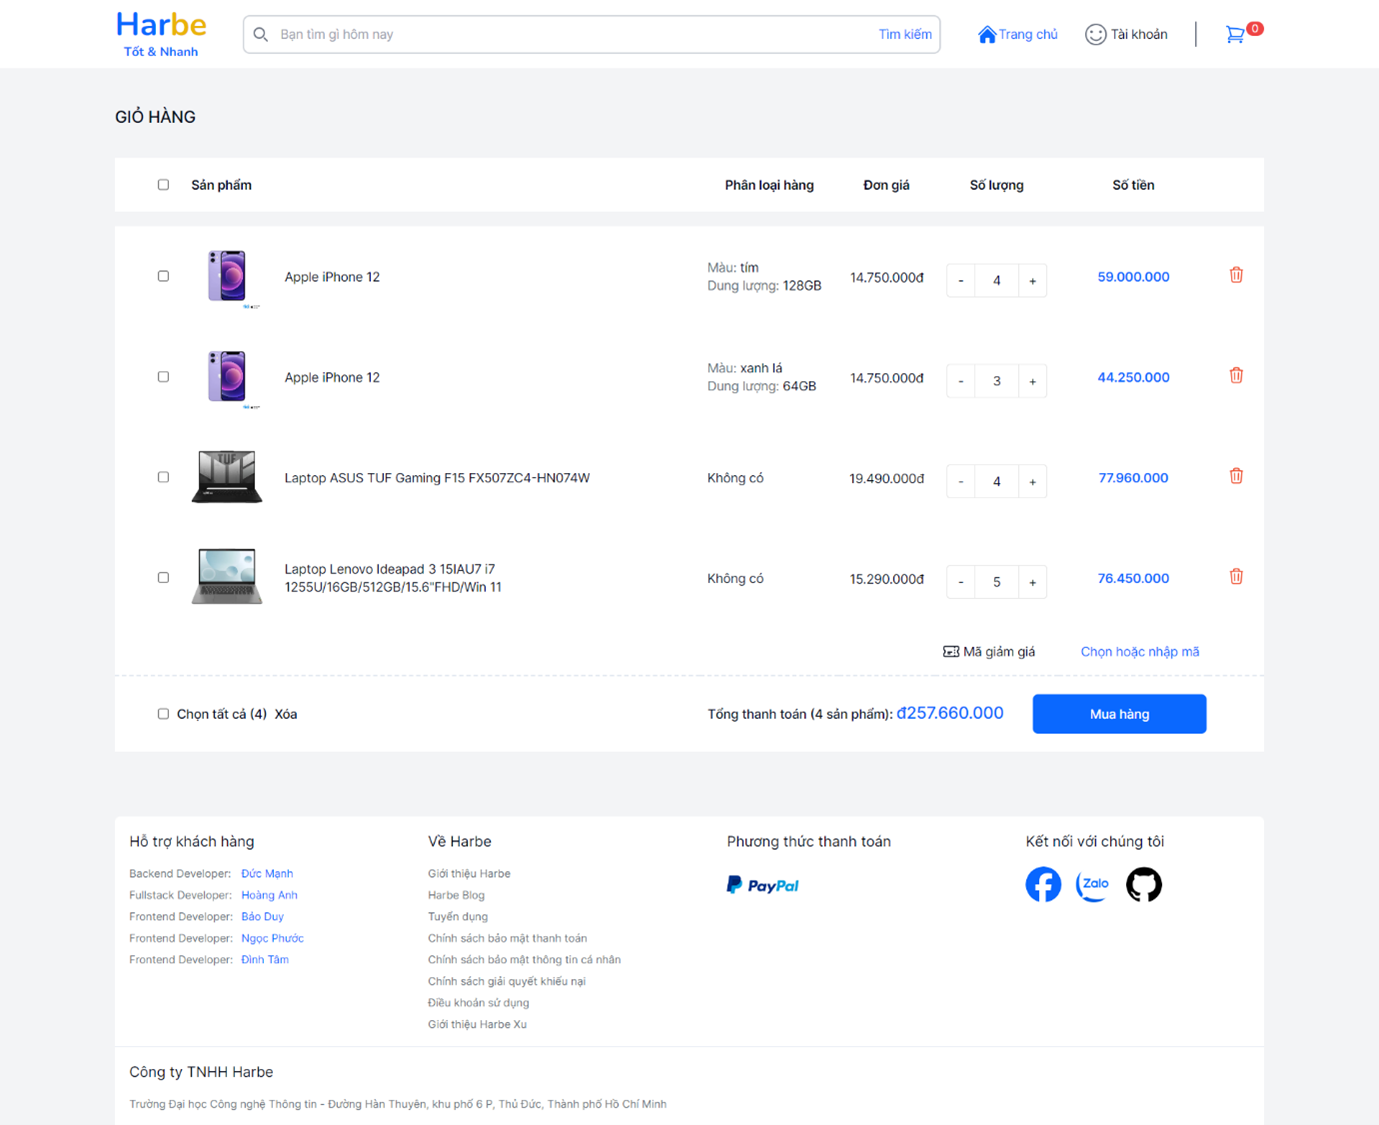 Harbe
Tốt & Nhanh
Bạn tìm gì hôm nay
Tìm kiếm
Trang chủ
Tài khoản
0
GIỎ HÀNG
Sản phẩm
Phân loại hàng
Đơn giá
Số lượng
Số tiền
Apple iPhone 12
Màu: tím
Dung lượng: 128GB
14.750.000đ
- 4 +
59.000.000
Apple iPhone 12
Màu: xanh lá
Dung lượng: 64GB
14.750.000đ
- 3 +
44.250.000
Laptop ASUS TUF Gaming F15 FX507ZC4-HN074W
Không có
19.490.000đ
- 4 +
77.960.000
Laptop Lenovo Ideapad 3 15IAU7 i7
1255U/16GB/512GB/15.6"FHD/Win 11
Không có
15.290.000đ
- 5 +
76.450.000
Mã giảm giá
Chọn hoặc nhập mã
Chọn tất cả (4) Xóa
Tổng thanh toán (4 sản phẩm): đ257.660.000
Mua hàng
Hỗ trợ khách hàng
Backend Developer: Đức Mạnh
Fullstack Developer: Hoàng Anh
Frontend Developer: Bảo Duy
Frontend Developer: Ngọc Phước
Frontend Developer: Đình Tâm
Về Harbe
Giới thiệu Harbe
Harbe Blog
Tuyển dụng
Chính sách bảo mật thanh toán
Chính sách bảo mật thông tin cá nhân
Chính sách giải quyết khiếu nại
Điều khoản sử dụng
Giới thiệu Harbe Xu
Phương thức thanh toán
PayPal
Kết nối với chúng tôi
Zalo
Công ty TNHH Harbe
Trường Đại học Công nghệ Thông tin - Đường Hàn Thuyên, khu phố 6 P, Thủ Đức, Thành phố Hồ Chí Minh